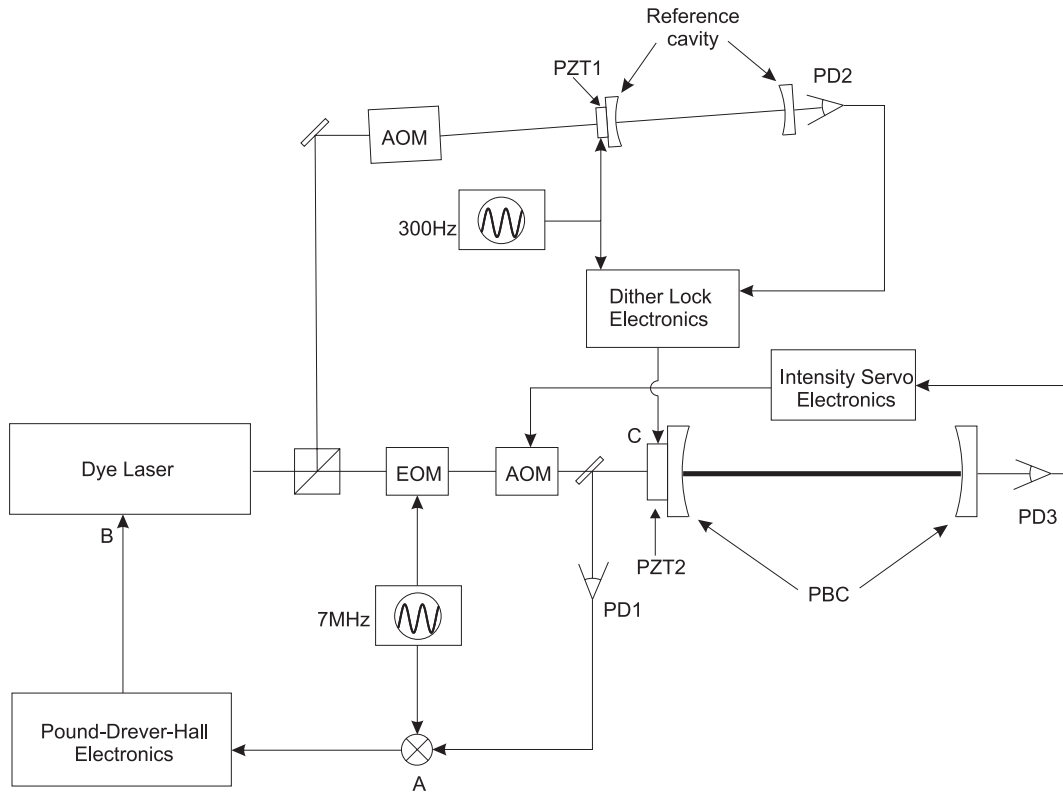 Reference
cavity
PZT1
PD2
AOM
300Hz
Dither Lock
Electronics
Intensity Servo
Electronics
C
Dye Laser
EOM
AOM
PD3
B
PZT2
PBC
PD1
7MHz
Pound-Drever-Hall
Electronics
A